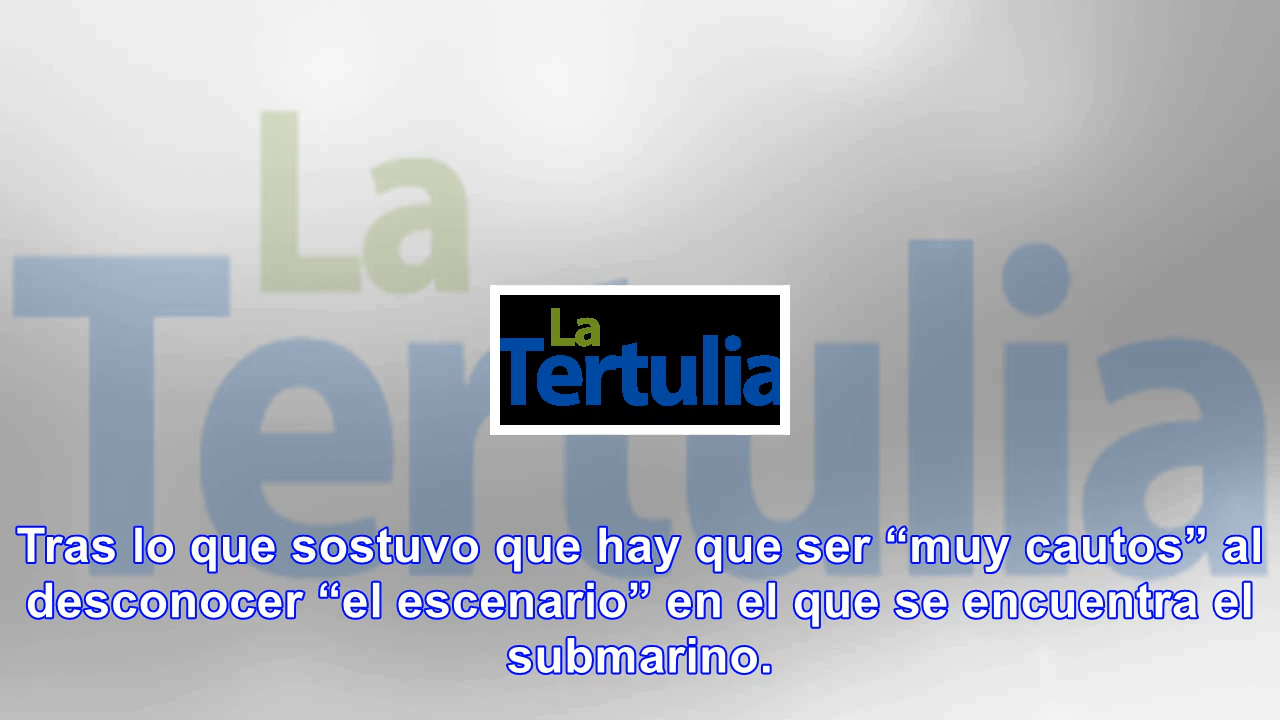 La
Tertulia
La
Tertulia
Tras lo que sostuvo que hay que ser “muy cautos” al
desconocer “el escenario” en el que se encuentra el
submarino.